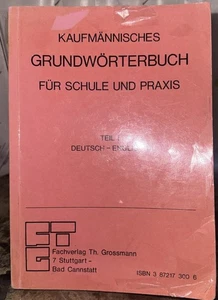 KAUFMÄNNISCHES
GRUNDWÖRTERBUCH
FÜR SCHULE UND PRAXIS
TEIL
DEUTSCH –
Fachverlag Th. Grossmann
7 Stuttgart -
Bad Cannstatt
ISBN 3 87217 300 6